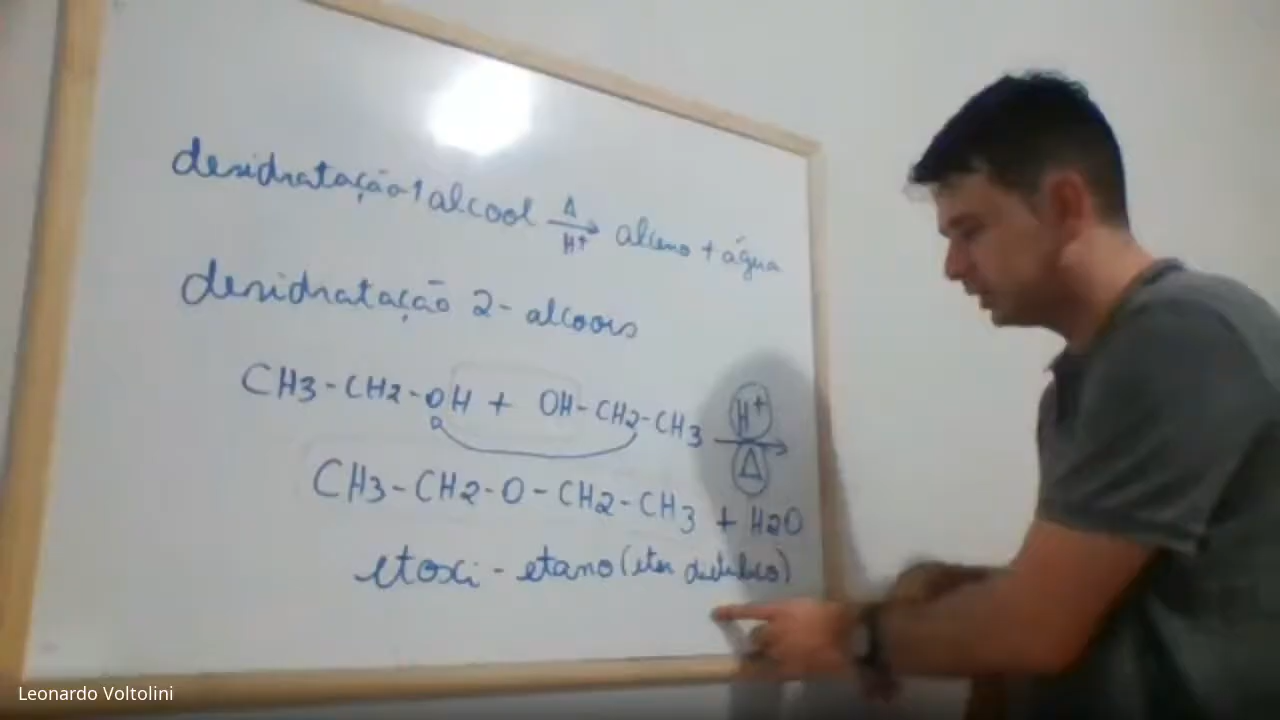 desidratação 1 alcool Δ H+ → alceno + água
desidratação 2 - alcoois
CH3 - CH2 - OH + OH - CH2 - CH3 H+ Δ →
CH3 - CH2 - O - CH2 - CH3 + H2O
etoxi - etano (eter dietilico)
Leonardo Voltolini